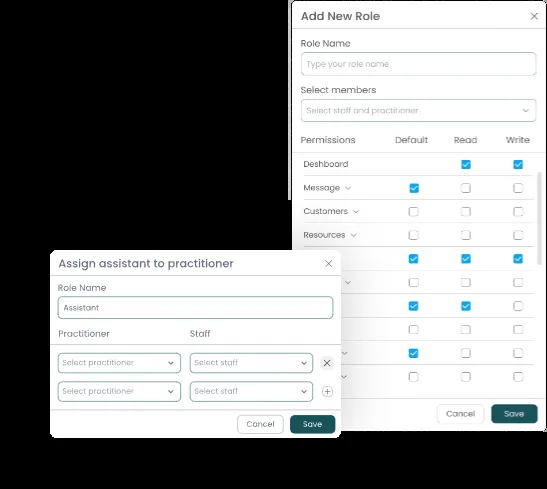 Add New Role
Role Name
Type your role name
Select members
Select staff and practitioner
Permissions Default Read Write
Deshboard
Message
Customers
Resources
Cancel Save
Assign assistant to practitioner
Role Name
Assistant
Practitioner Staff
Select practitioner Select staff
Select practitioner Select staff
Cancel Save